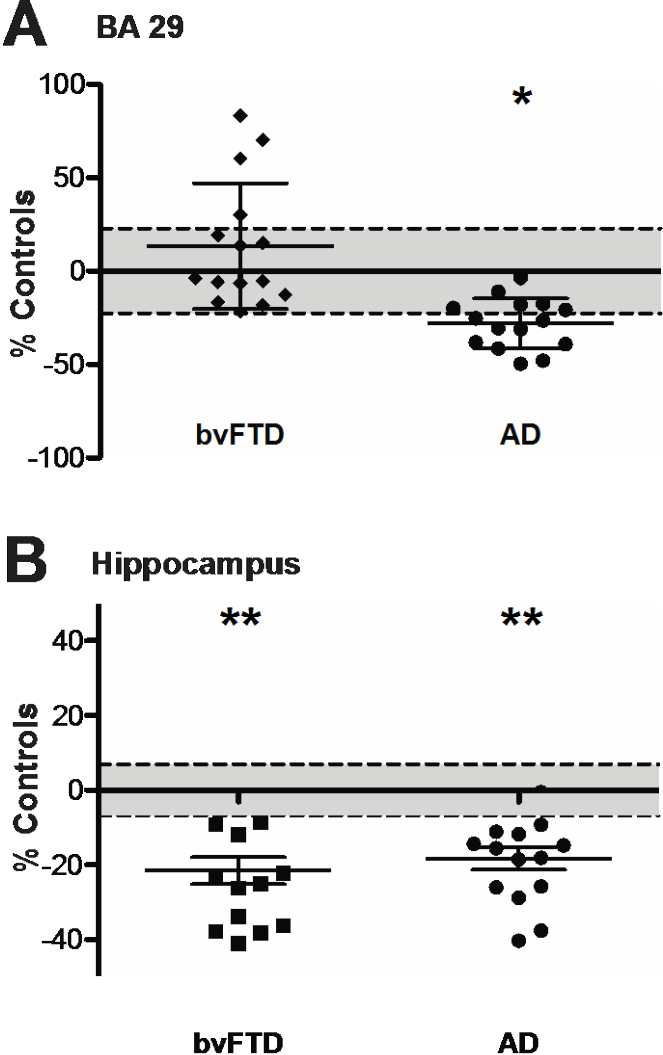 A BA 29
100
*
50
0
-50
-100
% Controls
bvFTD AD
B Hippocampus
** **
40
20
0
-20
-40
% Controls
bvFTD AD